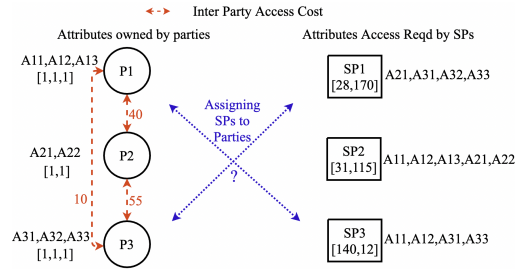 Inter Party Access Cost
Attributes owned by parties
Attributes Access Reqd by SPs
A11,A12,A13
[1,1,1]
P1
SP1
[28,170]
A21,A31,A32,A33
40
Assigning
SPs to
Parties
?
A21,A22
[1,1]
P2
SP2
[31,115]
A11,A12,A13,A21,A22
10
55
A31,A32,A33
[1,1,1]
P3
SP3
[140,12]
A11,A12,A31,A33